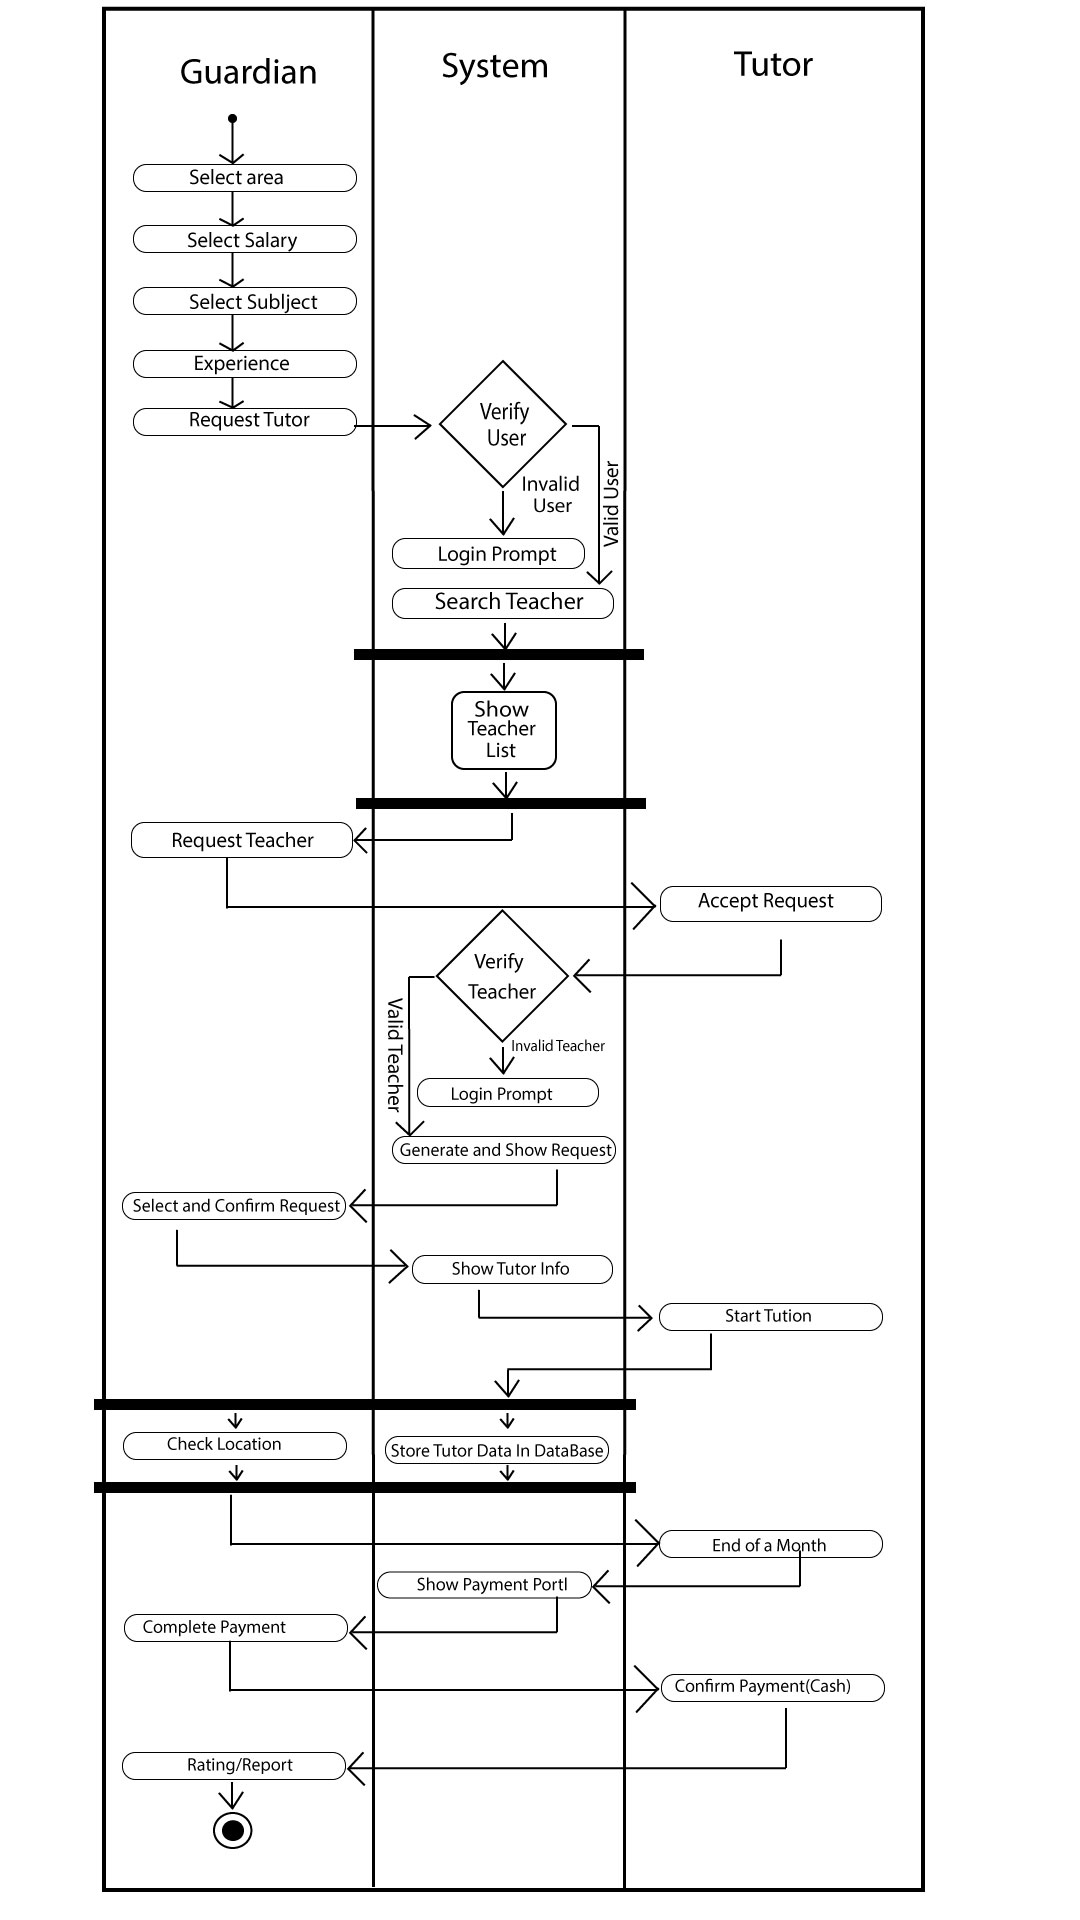 Guardian
System
Tutor
Select area
Select Salary
Select Sublject
Experience
Request Tutor
Verify
User
Invalid
User
Valid User
Login Prompt
Search Teacher
Show
Teacher
List
Request Teacher
Accept Request
Verify
Teacher
Valid Teacher
Invalid Teacher
Login Prompt
Generate and Show Request
Select and Confirm Request
Show Tutor Info
Start Tution
Check Location
Store Tutor Data In DataBase
End of a Month
Show Payment Portl
Complete Payment
Confirm Payment(Cash)
Rating/Report